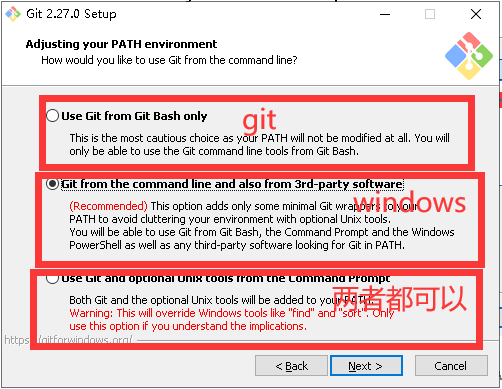 Git 2.27.0 Setup
Adjusting your PATH environment
How would you like to use Git from the command line?
Use Git from Git Bash only
git
This is the most cautious choice as your PATH will not be modified at all. You will
only be able to use the Git command line tools from Git Bash.
Git from the command line and also from 3rd-party software
windows
(Recommended) This option adds only some minimal Git wrappers to your
PATH to avoid cluttering your environment with optional Unix tools.
You will be able to use Git from Git Bash, the Command Prompt and the Windows
PowerShell as well as any third-party software looking for Git in PATH.
Use Git and optional Unix tools from the Command Prompt
两者都可以
Both Git and the optional Unix tools will be added to your PATH.
Warning: This will override Windows tools like "find" and "sort". Only
use this option if you understand the implications.
https://gitforwindows.org/
< Back
Next >
Cancel